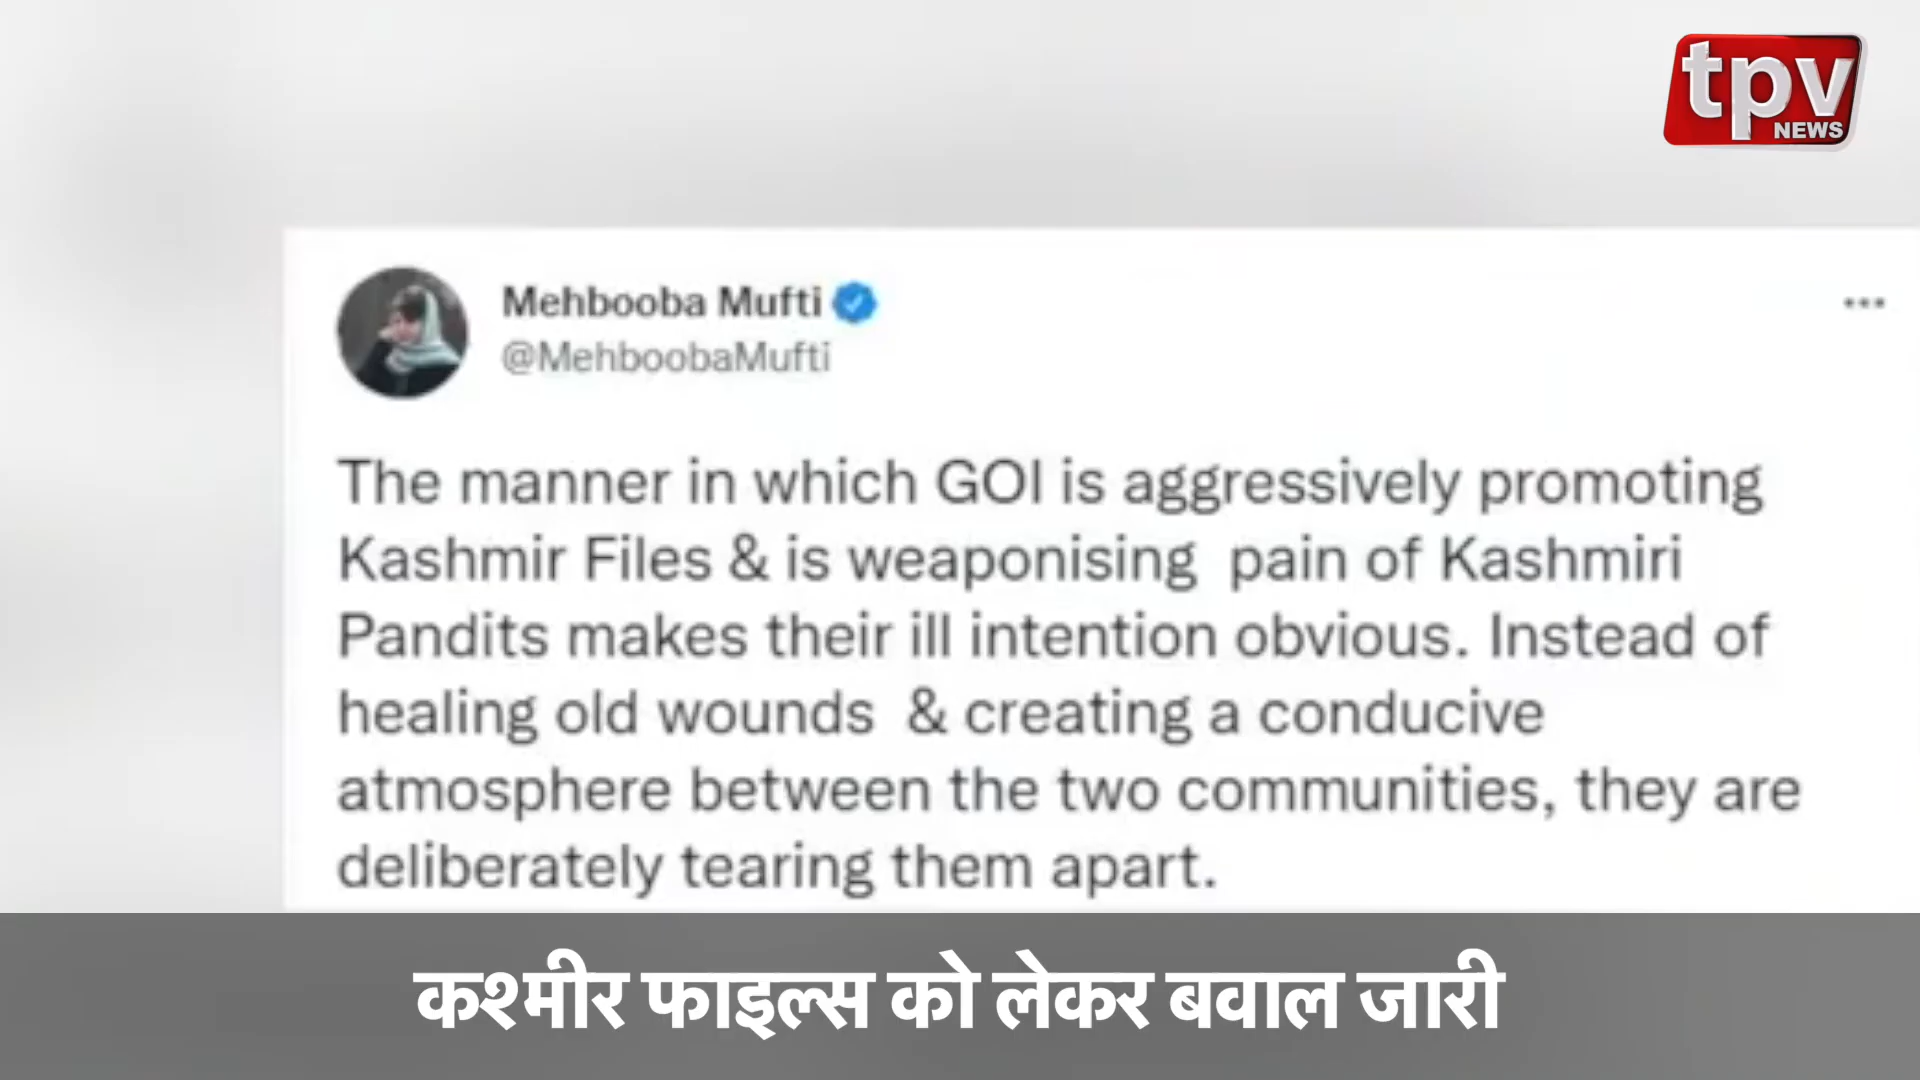 tpv
NEWS
Mehbooba Mufti
@MehboobaMufti
The manner in which GOI is aggressively promoting
Kashmir Files & is weaponising pain of Kashmiri
Pandits makes their ill intention obvious. Instead of
healing old wounds & creating a conducive
atmosphere between the two communities, they are
deliberately tearing them apart.
कश्मीर फाइल्स को लेकर बवाल जारी